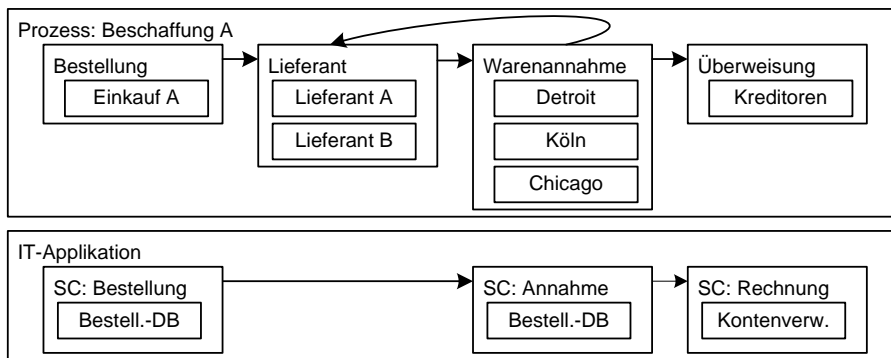 Prozess: Beschaffung A
Bestellung
Einkauf A
Lieferant
Lieferant A
Lieferant B
Warenannahme
Detroit
Köln
Chicago
Überweisung
Kreditoren
IT-Applikation
SC: Bestellung
Bestell.-DB
SC: Annahme
Bestell.-DB
SC: Rechnung
Kontenverw.